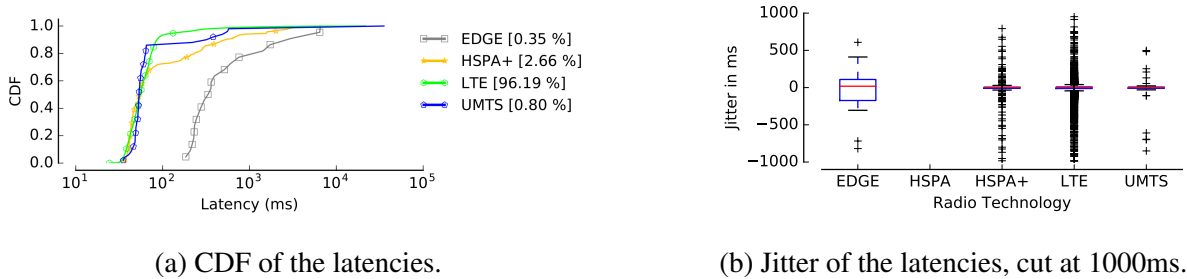 1.0
0.8
0.6
0.4
0.2
0.0
CDF
10^1 10^2 10^3 10^4 10^5
Latency (ms)
EDGE [0.35 %]
HSPA+ [2.66 %]
LTE [96.19 %]
UMTS [0.80 %]
(a) CDF of the latencies.
1000
500
0
−500
−1000
Jitter in ms
EDGE HSPA HSPA+ LTE UMTS
Radio Technology
(b) Jitter of the latencies, cut at 1000ms.